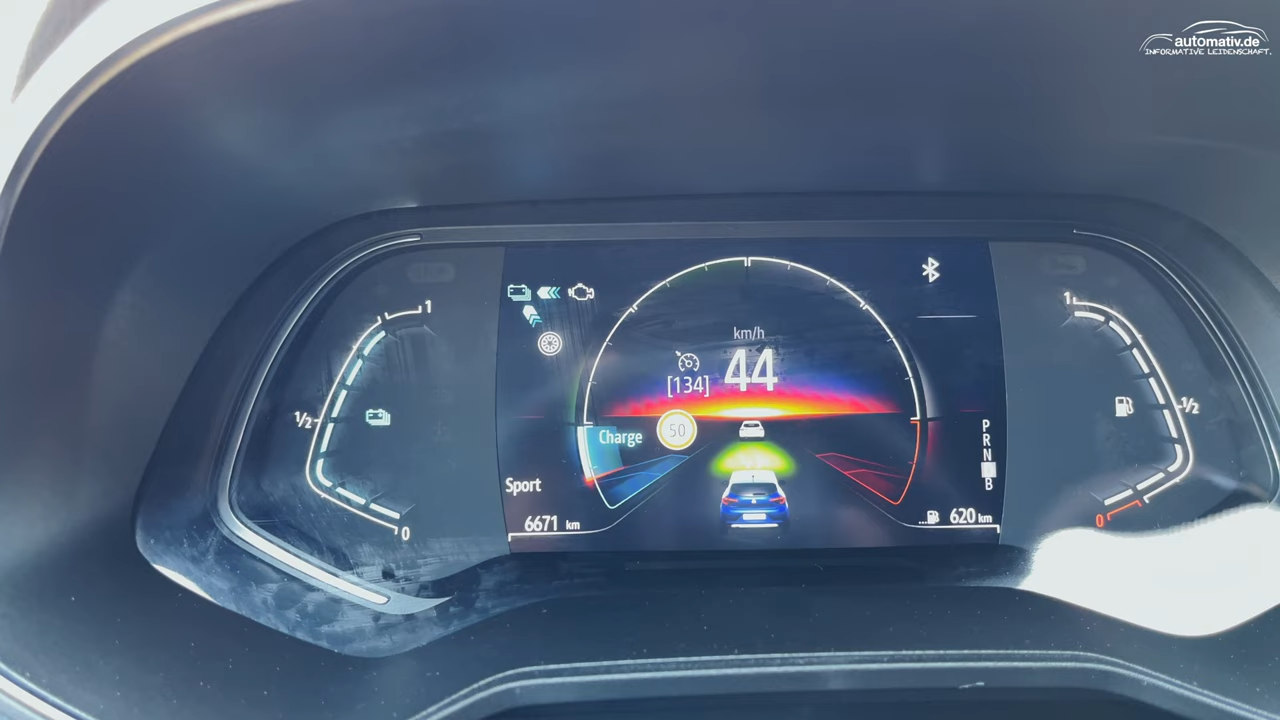 automativ.de
INFORMATIVE LEIDENSCHAFT.
1
1/2
0
km/h
44
[134]
50
Charge
Sport
6671 km
P
R
N
B
620 km
1
1/2
0